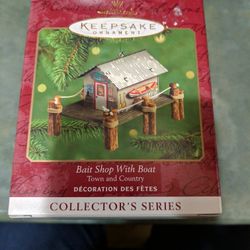 KEEPSAKE
ORNAMENT
Bait Shop With Boat
Town and Country
DÉCORATION DES FÊTES
COLLECTOR'S SERIES